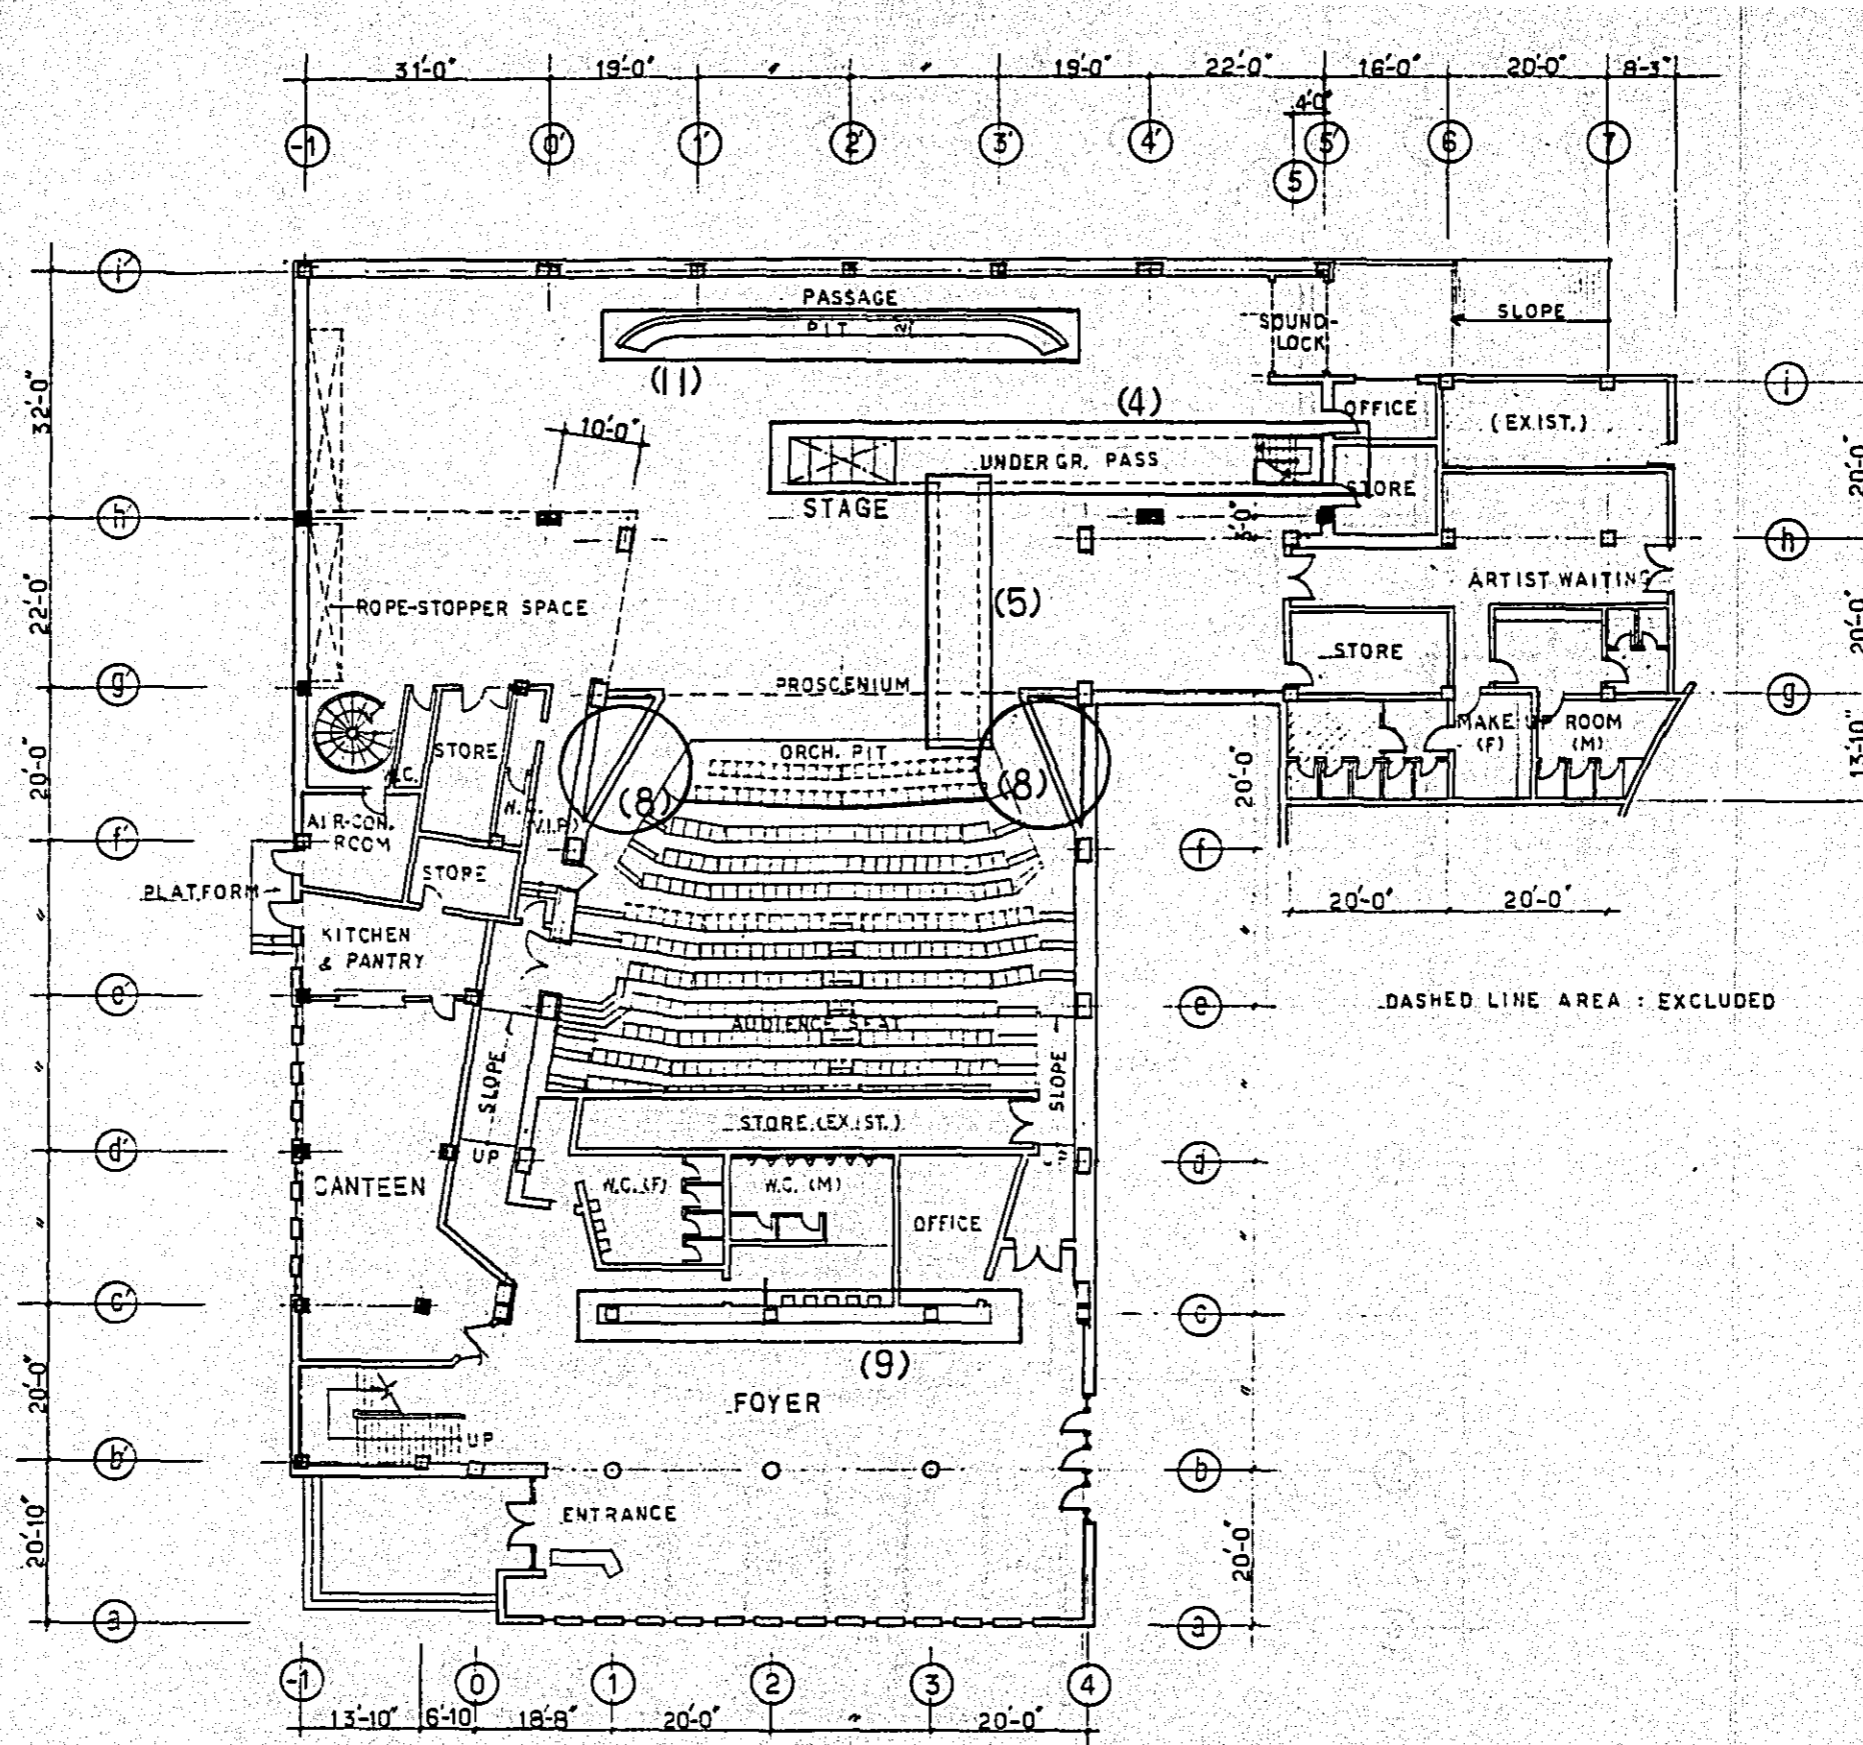 31'-0" 19'-0" " " 19'-0" 22'-0" 16'-0" 20'-0" 8'-3"
4'-0"
-1 0' 1' 2' 3' 4' 5' 6 7
5
j'
PASSAGE
PIT
SLOPE
SOUND-
LOCK
(11)
(4)
i
32'-0"
OFFICE
(EXIST.)
10'-0"
20'-0"
UNDER GR. PASS
STORE
STAGE
h'
3'-0"
h
ARTIST WAITING
22'-0"
ROPE-STOPPER SPACE
(5)
20'-0"
STORE
g'
PROSCENIUM
g
MAKE UP ROOM
(F) (M)
STORE
ORCH. PIT
20'-0"
20'-0"
13'-10"
(8) (8)
AIR-CON.
ROOM
(V.I.P.)
f'
f
STORE
PLATFORM
20'-0" 20'-0"
"
"
KITCHEN
& PANTRY
e'
e
DASHED LINE AREA : EXCLUDED
AUDIENCE SEAT
"
"
SLOPE
SLOPE
STORE (EXIST.)
d'
UP
d
CANTEEN
W.C. (F)
W.C. (M)
OFFICE
"
"
c'
c
(9)
20'-0"
FOYER
"
UP
b'
b
ENTRANCE
20'-10"
20'-0"
a
a
-1 0 1 2 3 4
13'-10" 6'-10 18'-8" 20'-0" " 20'-0"